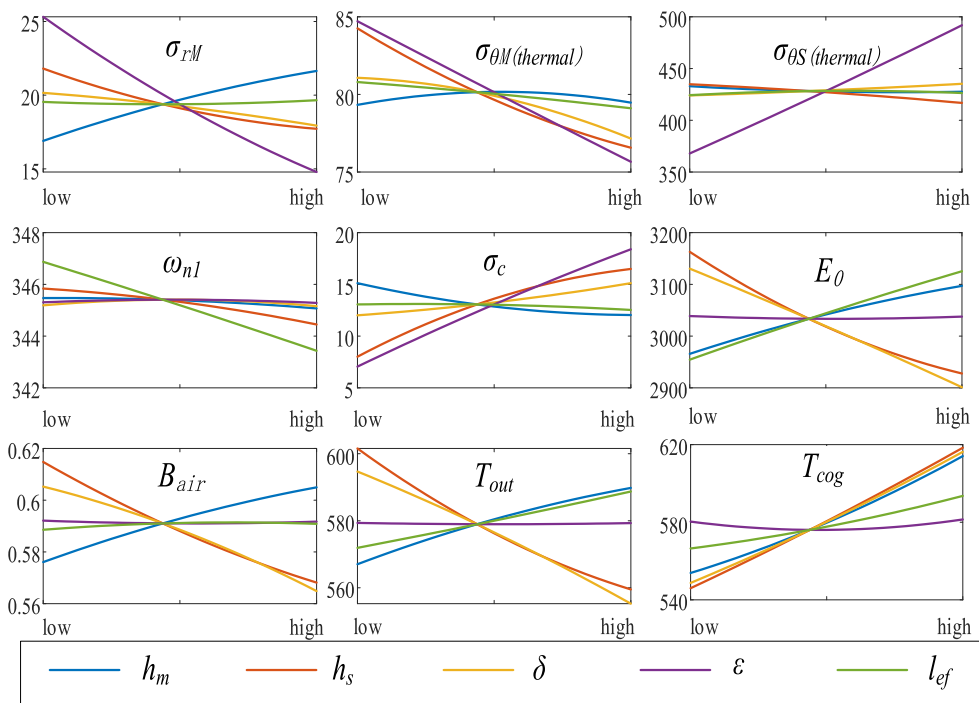 25
20
15
σrM
low high
85
80
75
σθM(thermal)
low high
500
450
400
350
σθS(thermal)
low high
348
346
344
342
ωn1
low high
20
15
10
5
σc
low high
3200
3100
3000
2900
E0
low high
0.62
0.6
0.58
0.56
Bair
low high
600
580
560
Tout
low high
620
580
540
Tcog
low high
hm hs δ ε lef